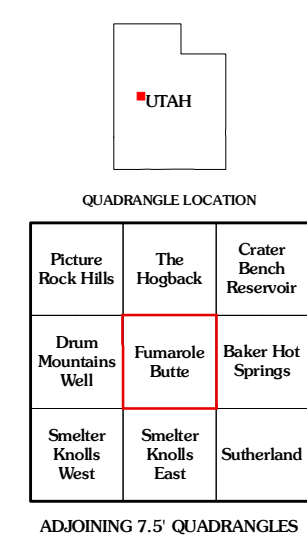 UTAH
QUADRANGLE LOCATION
Picture
Rock Hills
The
Hogback
Crater
Bench
Reservoir
Drum
Mountains
Well
Fumarole
Butte
Baker Hot
Springs
Smelter
Knolls
West
Smelter
Knolls
East
Sutherland
ADJOINING 7.5' QUADRANGLES